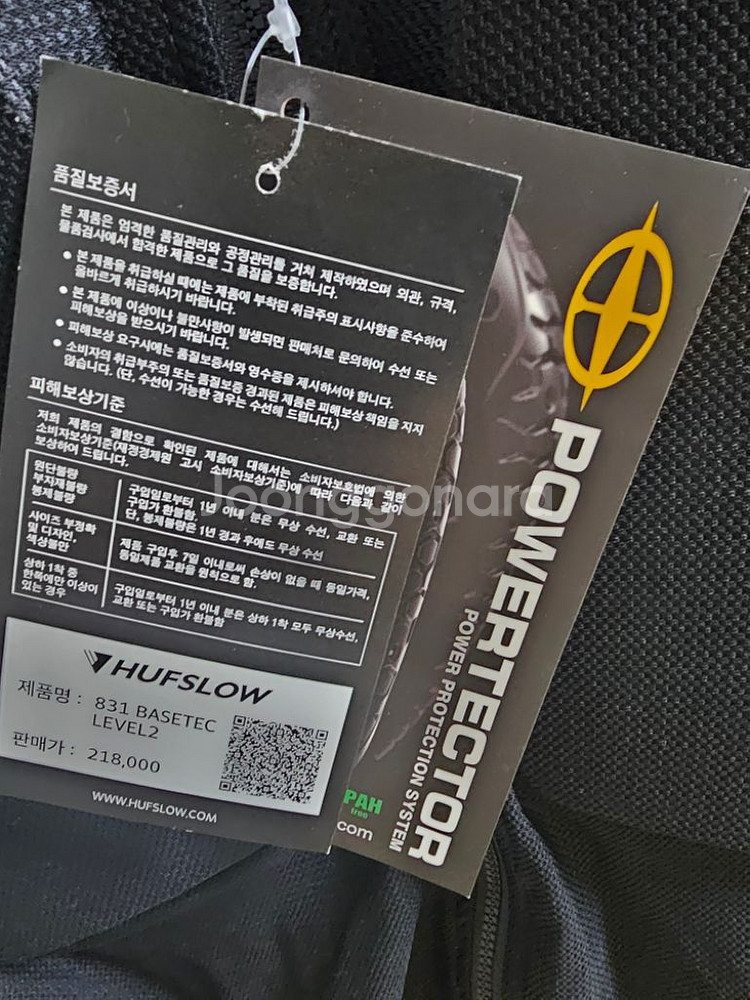 품질보증서
본 제품은 엄격한 품질관리와 공정관리를 거쳐 제작하였으며 외관, 규격,
물품검사에서 합격한 제품으로 그 품질을 보증합니다.
● 본 제품을 취급하실 때에는 제품에 부착된 취급주의 표시사항을 준수하여
올바르게 취급하시기 바랍니다.
● 본 제품에 이상이나 불만사항이 발생되면 판매처로 문의하여 수선 또는
피해보상을 받으시기 바랍니다.
● 피해보상 요구시에는 품질보증서와 영수증을 제시하셔야 합니다.
● 소비자의 취급부주의 또는 품질보증 경과된 제품은 피해보상 책임을 지지
않습니다. (단, 수선이 가능한 경우는 수선해 드립니다.)
피해보상기준
저희 제품의 결함으로 확인된 제품에 대해서는 소비자보호법에 의한
소비자보상기준(재정경제원 고시 소비자보상기준)에 따라 다음과 같이
보상하여 드립니다.
원단불량
부자재불량
봉제불량
구입일로부터 1년 이내 분은 무상 수선, 교환 또는
구입가 환불함
단, 봉제불량은 1년 경과 후에도 무상 수선
사이즈 부정확
및 디자인,
색상불만
제품 구입후 7일 이내로써 손상이 없을 때 동일가격,
동일제품 교환을 원칙으로 함.
상하 1착 중
한쪽에만 이상이
있는 경우
구입일로부터 1년 이내 분은 상하 1착 모두 무상수선,
교환 또는 구입가 환불함
HUFSLOW
제품명 : 831 BASETEC
LEVEL2
판매가 : 218,000
WWW.HUFSLOW.COM
POWERTECTOR
POWER PROTECTION SYSTEM
PAH
free
com
Joonggonara